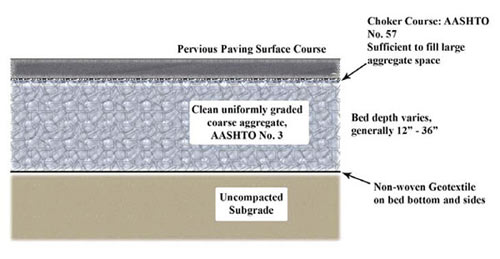 Choker Course: AASHTO
No. 57
Sufficient to fill large
aggregate space
Pervious Paving Surface Course
Clean uniformly graded
coarse aggregate,
AASHTO No. 3
Bed depth varies,
generally 12” - 36”
Non-woven Geotextile
on bed bottom and sides
Uncompacted
Subgrade